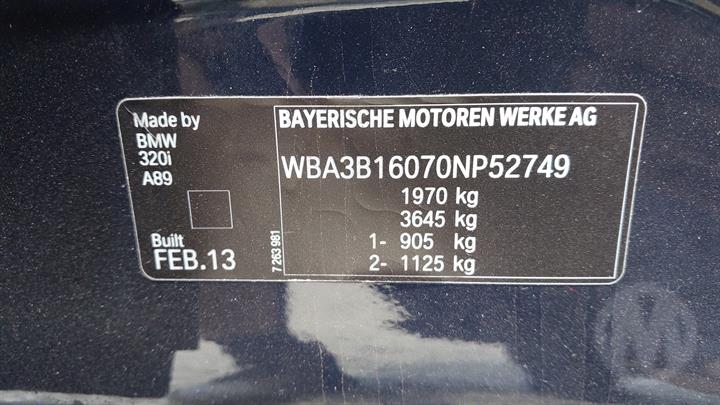 Made by
BMW
320i
A89
Built
FEB.13
7 263 981
BAYERISCHE MOTOREN WERKE AG
WBA3B16070NP52749
1970 kg
3645 kg
1- 905 kg
2- 1125 kg
M